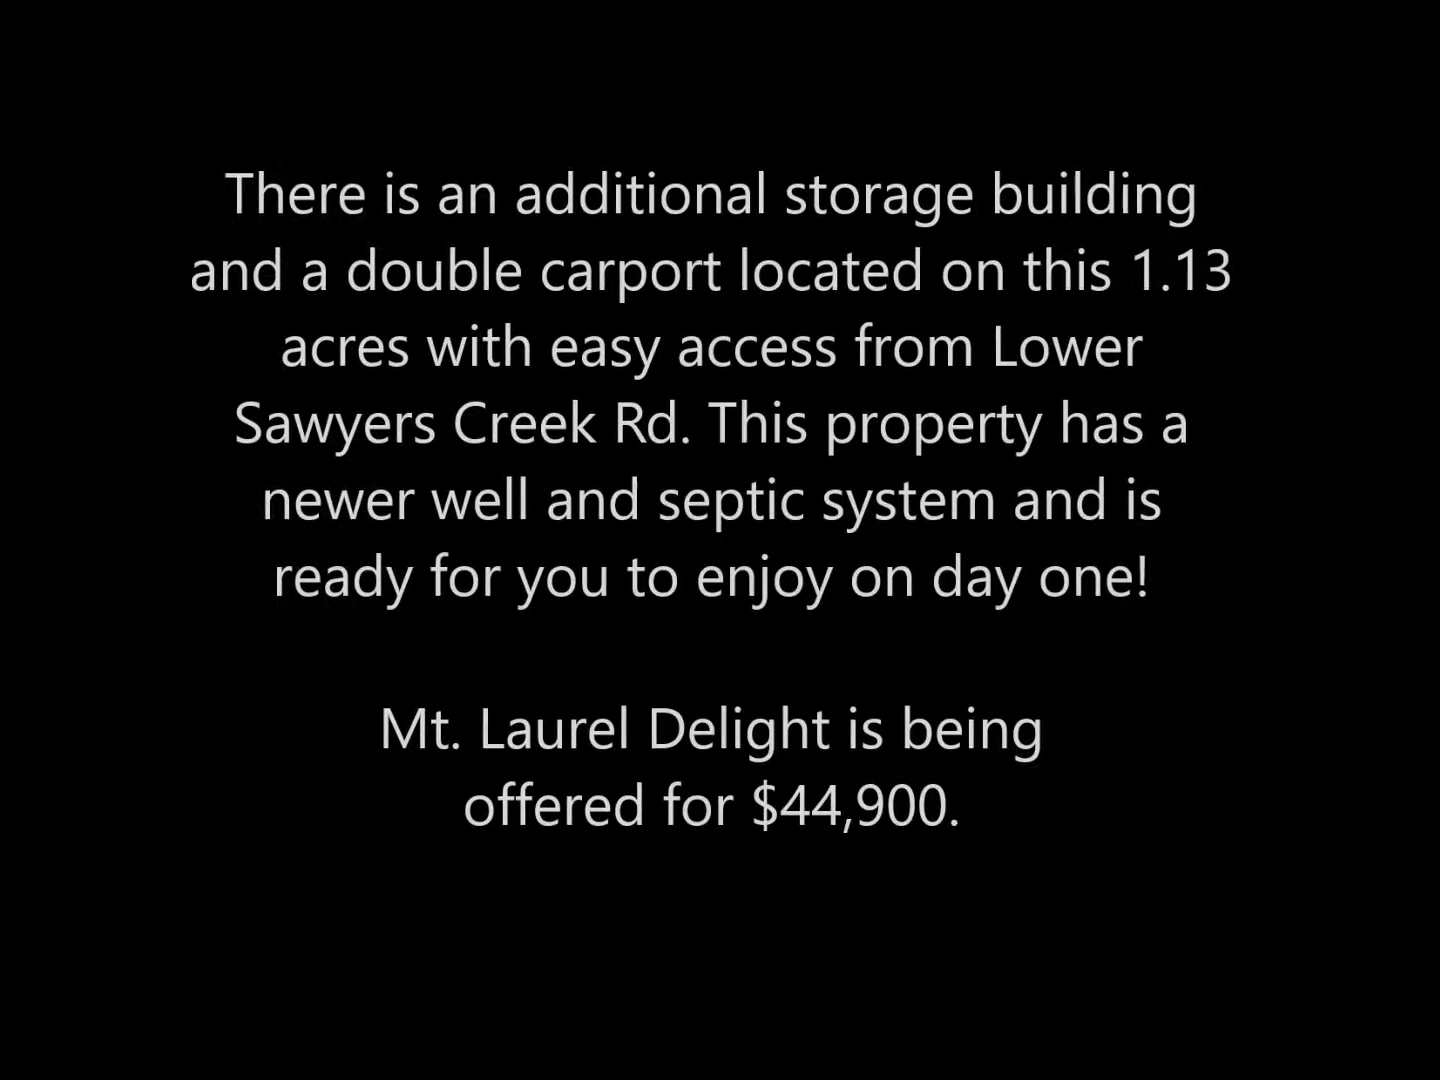 There is an additional storage building
and a double carport located on this 1.13
acres with easy access from Lower
Sawyers Creek Rd. This property has a
newer well and septic system and is
ready for you to enjoy on day one!
Mt. Laurel Delight is being
offered for $44,900.